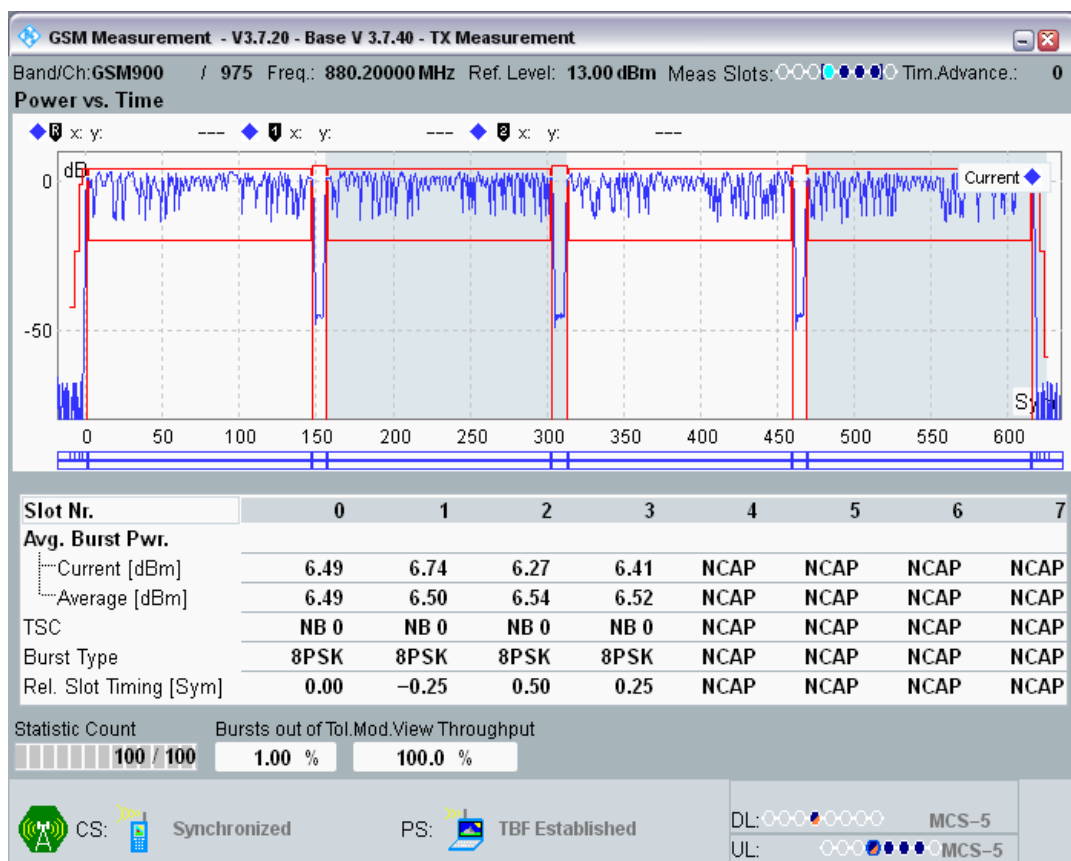 GSM Measurement - V3.7.20 - Base V 3.7.40 - TX Measurement
Band/Ch:GSM900 / 975 Freq.: 880.20000 MHz Ref. Level: 13.00 dBm Meas Slots: Tim.Advance.: 0
Power vs. Time
R x: y: --- 1 x: y: --- 2 x: y: ---
dB
Current
0
-50
0 50 100 150 200 250 300 350 400 450 500 550 600
Slot Nr. 0 1 2 3 4 5 6 7
Avg. Burst Pwr.
Current [dBm] 6.49 6.74 6.27 6.41 NCAP NCAP NCAP NCAP
Average [dBm] 6.49 6.50 6.54 6.52 NCAP NCAP NCAP NCAP
TSC NB 0 NB 0 NB 0 NB 0 NCAP NCAP NCAP NCAP
Burst Type 8PSK 8PSK 8PSK 8PSK NCAP NCAP NCAP NCAP
Rel. Slot Timing [Sym] 0.00 −0.25 0.50 0.25 NCAP NCAP NCAP NCAP
Statistic Count Bursts out of Tol. Mod.View Throughput
100 / 100 1.00 % 100.0 %
CS: Synchronized PS: TBF Established
DL: MCS−5
UL: MCS−5